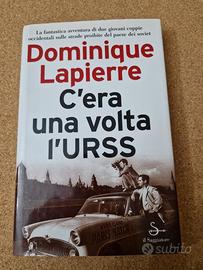 La fantastica avventura di due giovani coppie
occidentali sulle strade proibite del paese dei soviet
Dominique
Lapierre
C'era
una volta
l'URSS
il Saggiatore
subito